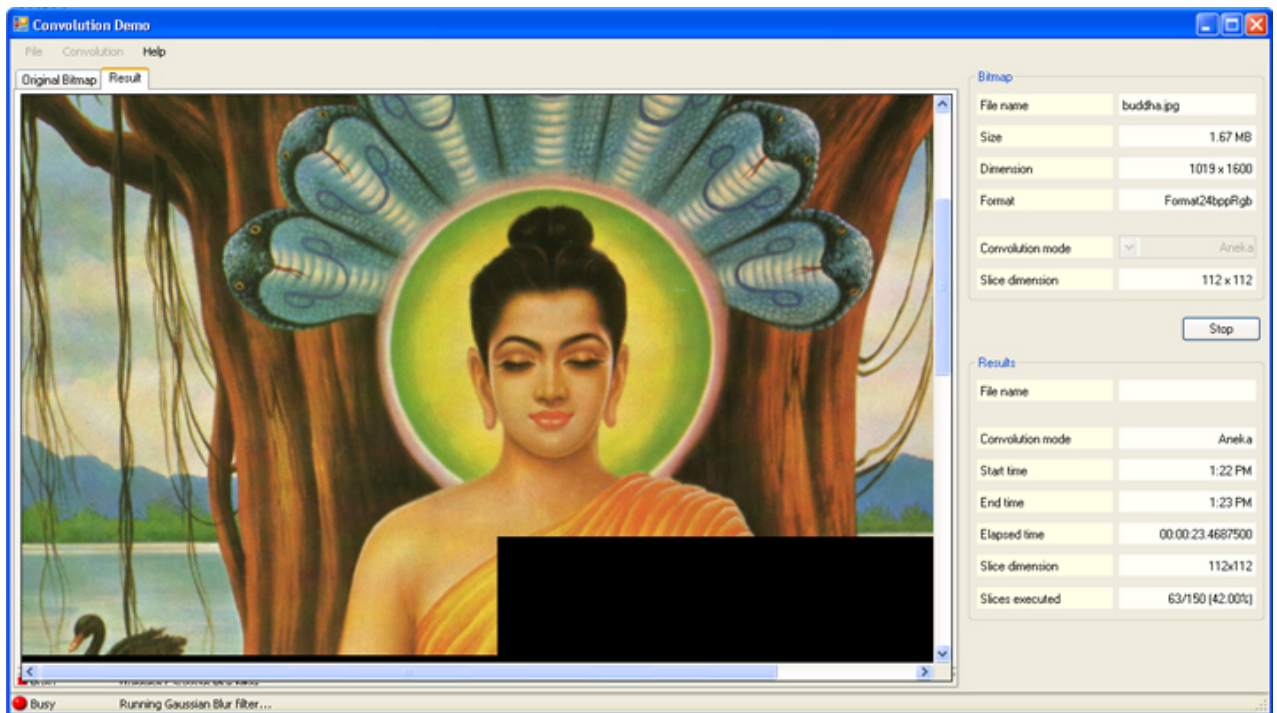 Convolution Demo
File Convolution Help
Original Bitmap Result
Bitmap
File name buddha.jpg
Size 1.67 MB
Dimension 1019 x 1600
Format Format24bppRgb
Convolution mode Aneka
Slice dimension 112 x 112
Stop
Results
File name
Convolution mode Aneka
Start time 1:22 PM
End time 1:23 PM
Elapsed time 00:00:23.4687500
Slice dimension 112x112
Slices executed 63/150 (42.00%)
Busy Running Gaussian Blur filter...